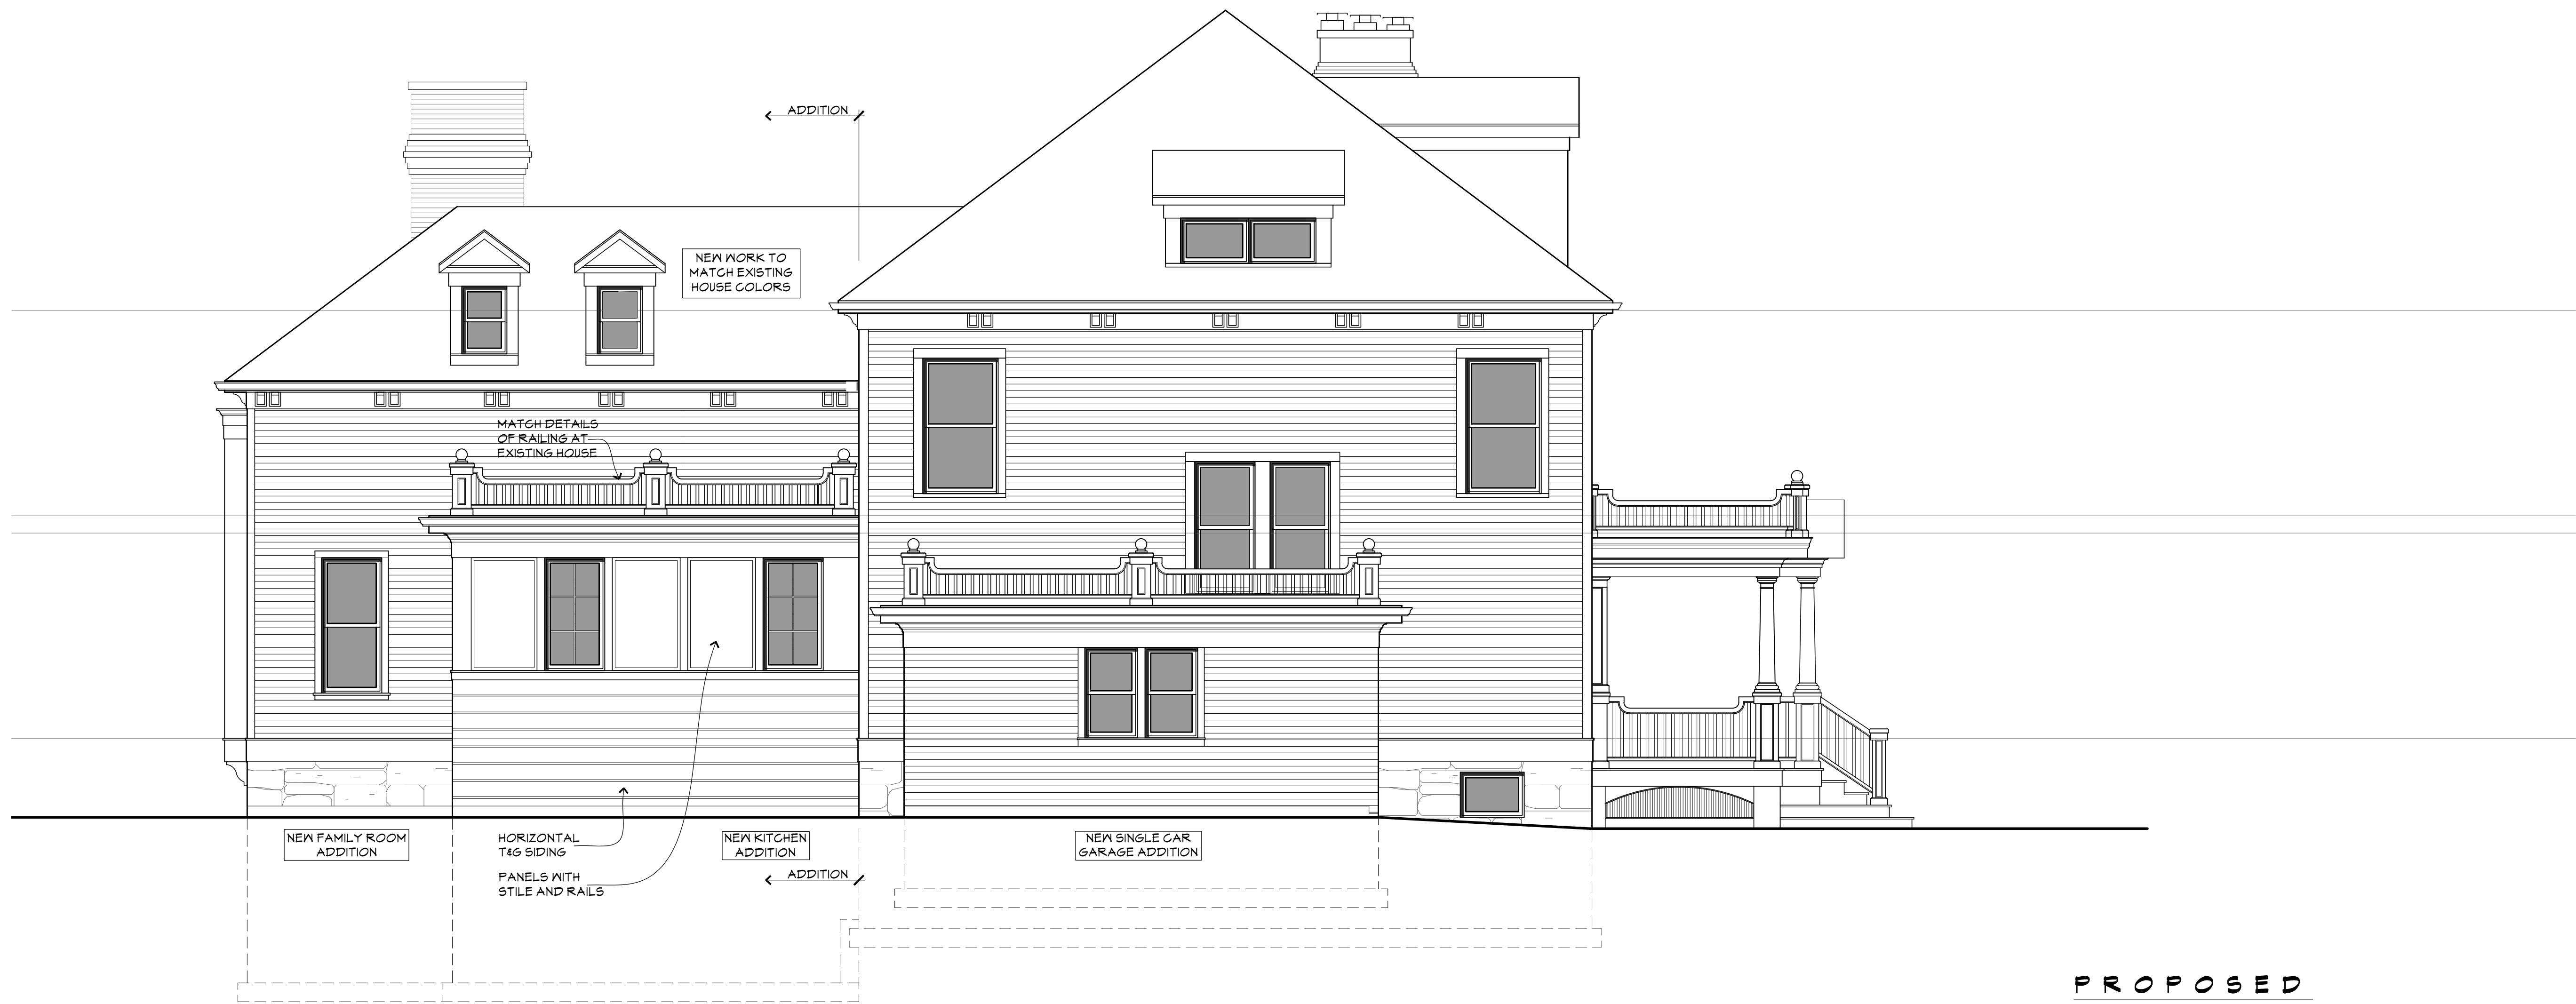 ADDITION
NEW WORK TO
MATCH EXISTING
HOUSE COLORS
MATCH DETAILS
OF RAILING AT
EXISTING HOUSE
NEW FAMILY ROOM
ADDITION
HORIZONTAL
T&G SIDING
PANELS WITH
STILE AND RAILS
NEW KITCHEN
ADDITION
ADDITION
NEW SINGLE CAR
GARAGE ADDITION
PROPOSED